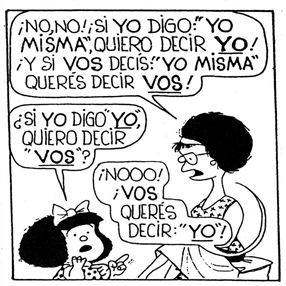 ¡NO, NO! ¡SI YO DIGO: "YO
MISMA", QUIERO DECIR YO!
¡Y SI VOS DECÍS: "YO MISMA"
QUERÉS DECIR VOS!
¿SI YO DIGO "YO",
QUIERO DECIR
"VOS"?
¡NOOO!
¡VOS
QUERÉS
DECIR: "YO"!